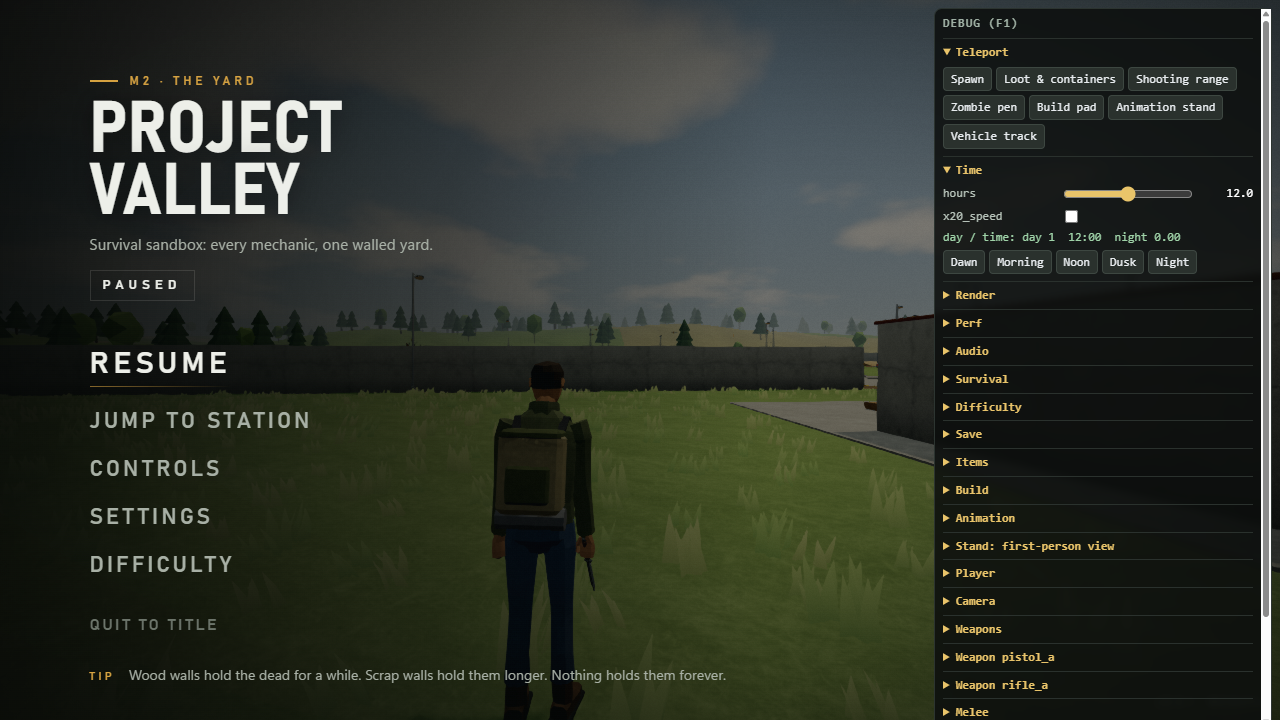 M2 · THE YARD
PROJECT
VALLEY
Survival sandbox: every mechanic, one walled yard.
PAUSED
RESUME
JUMP TO STATION
CONTROLS
SETTINGS
DIFFICULTY
QUIT TO TITLE
TIP Wood walls hold the dead for a while. Scrap walls hold them longer. Nothing holds them forever.
DEBUG (F1)
Teleport
Spawn Loot & containers Shooting range
Zombie pen Build pad Animation stand
Vehicle track
Time
hours 12.0
x20_speed
day / time: day 1 12:00 night 0.00
Dawn Morning Noon Dusk Night
Render
Perf
Audio
Survival
Difficulty
Save
Items
Build
Animation
Stand: first-person view
Player
Camera
Weapons
Weapon pistol_a
Weapon rifle_a
Melee